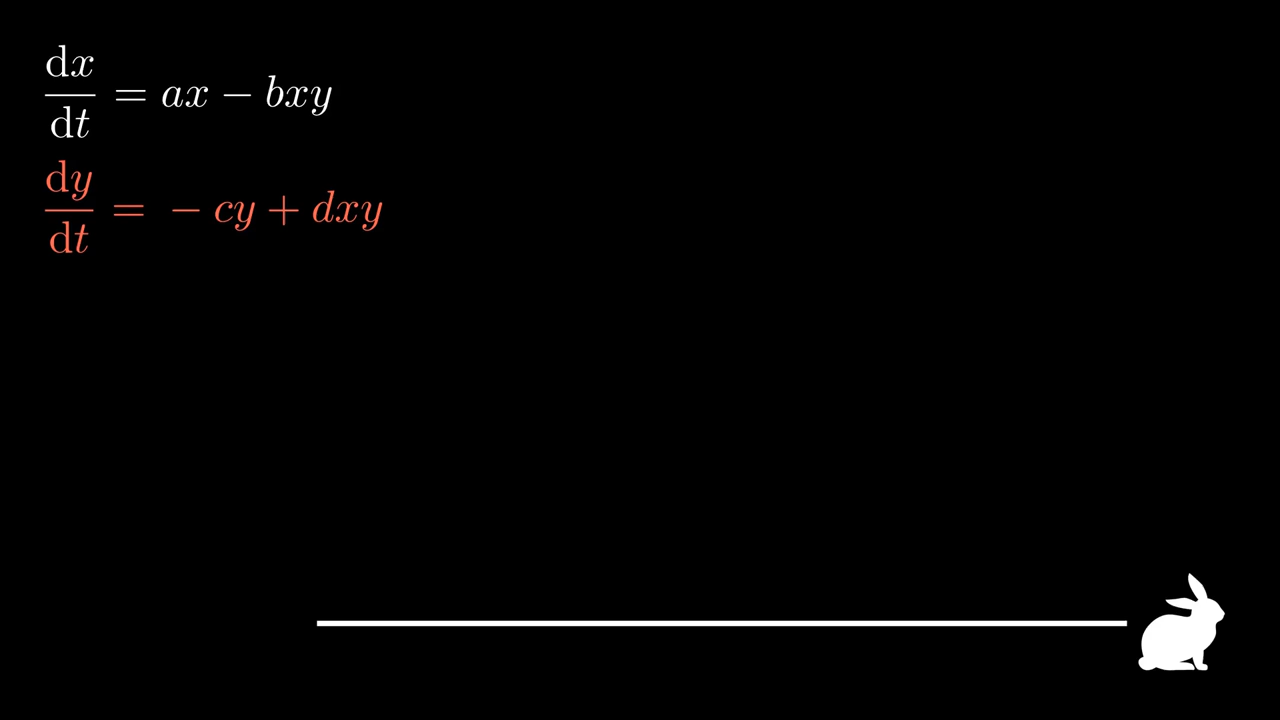 dx/dt = ax − bxy
dy/dt = − cy + dxy